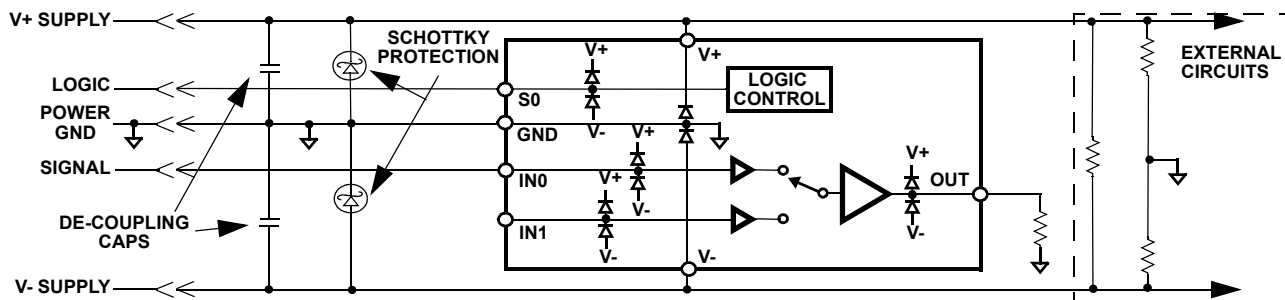 V+ SUPPLY
SCHOTTKY
PROTECTION
V+
V+
EXTERNAL
CIRCUITS
LOGIC
S0
LOGIC
CONTROL
POWER
GND
GND
V-
V+
SIGNAL
IN0
V+
V+
OUT
V-
DE-COUPLING
CAPS
IN1
V-
V-
V- SUPPLY
V-